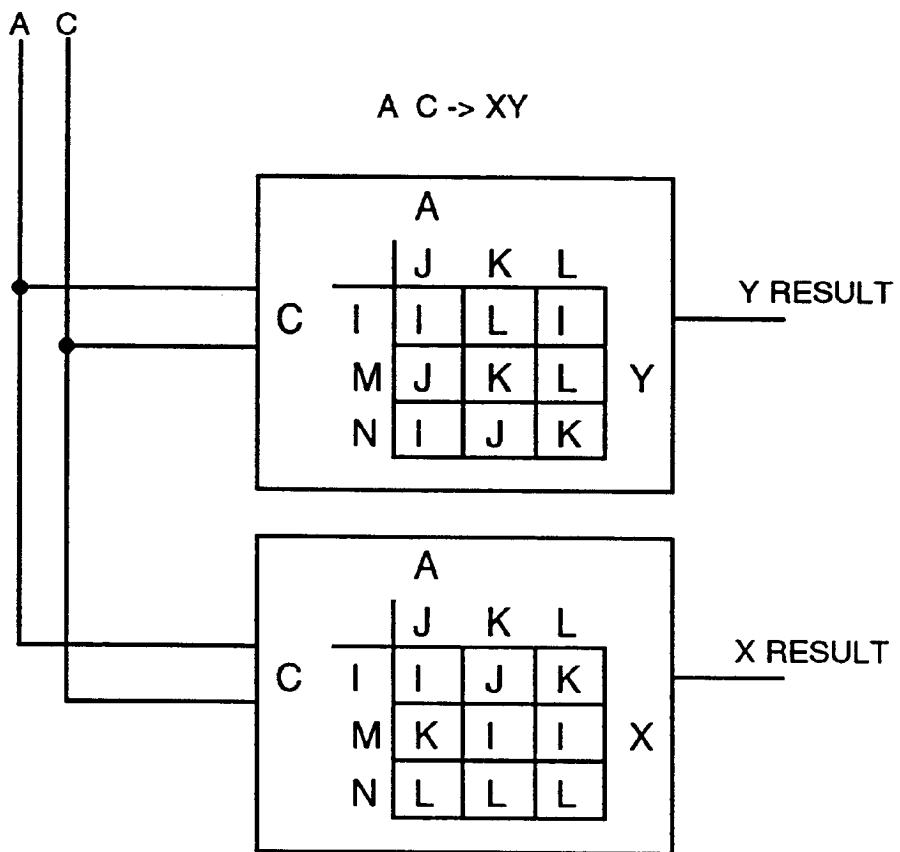 A C
A C -> XY
A
J K L
Y RESULT
C I I L I
M J K L Y
N I J K
A
J K L
X RESULT
C I I J K
M K I I X
N L L L